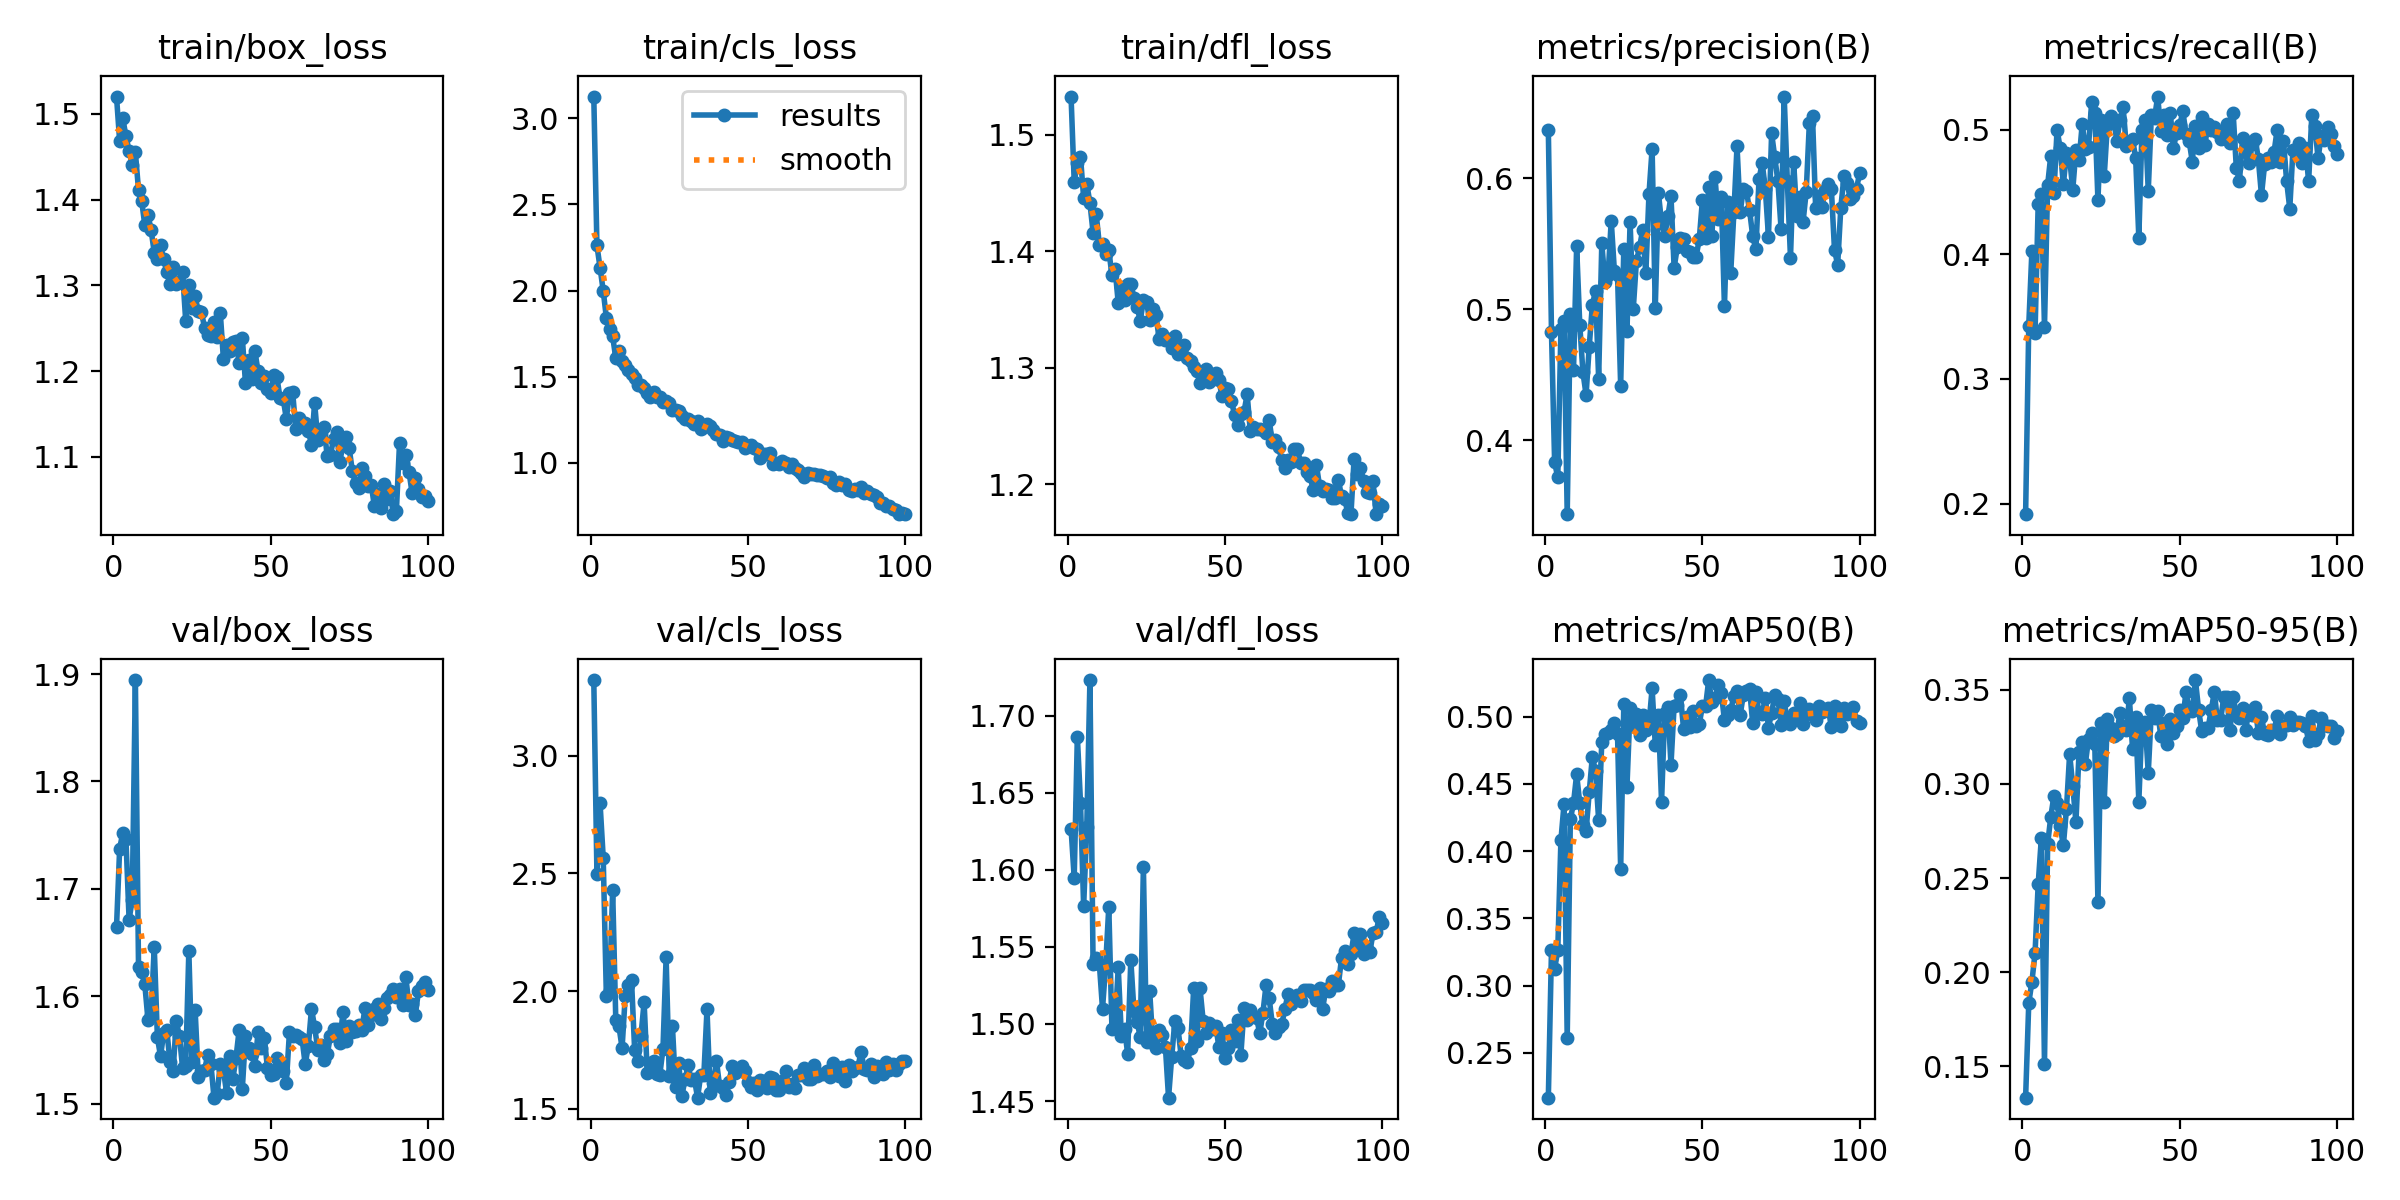 train/box_loss
1.5
1.4
1.3
1.2
1.1
0 50 100
train/cls_loss
results
smooth
3.0
2.5
2.0
1.5
1.0
0 50 100
train/dfl_loss
1.5
1.4
1.3
1.2
0 50 100
metrics/precision(B)
0.6
0.5
0.4
0 50 100
metrics/recall(B)
0.5
0.4
0.3
0.2
0 50 100
val/box_loss
1.9
1.8
1.7
1.6
1.5
0 50 100
val/cls_loss
3.0
2.5
2.0
1.5
0 50 100
val/dfl_loss
1.70
1.65
1.60
1.55
1.50
1.45
0 50 100
metrics/mAP50(B)
0.50
0.45
0.40
0.35
0.30
0.25
0 50 100
metrics/mAP50-95(B)
0.35
0.30
0.25
0.20
0.15
0 50 100